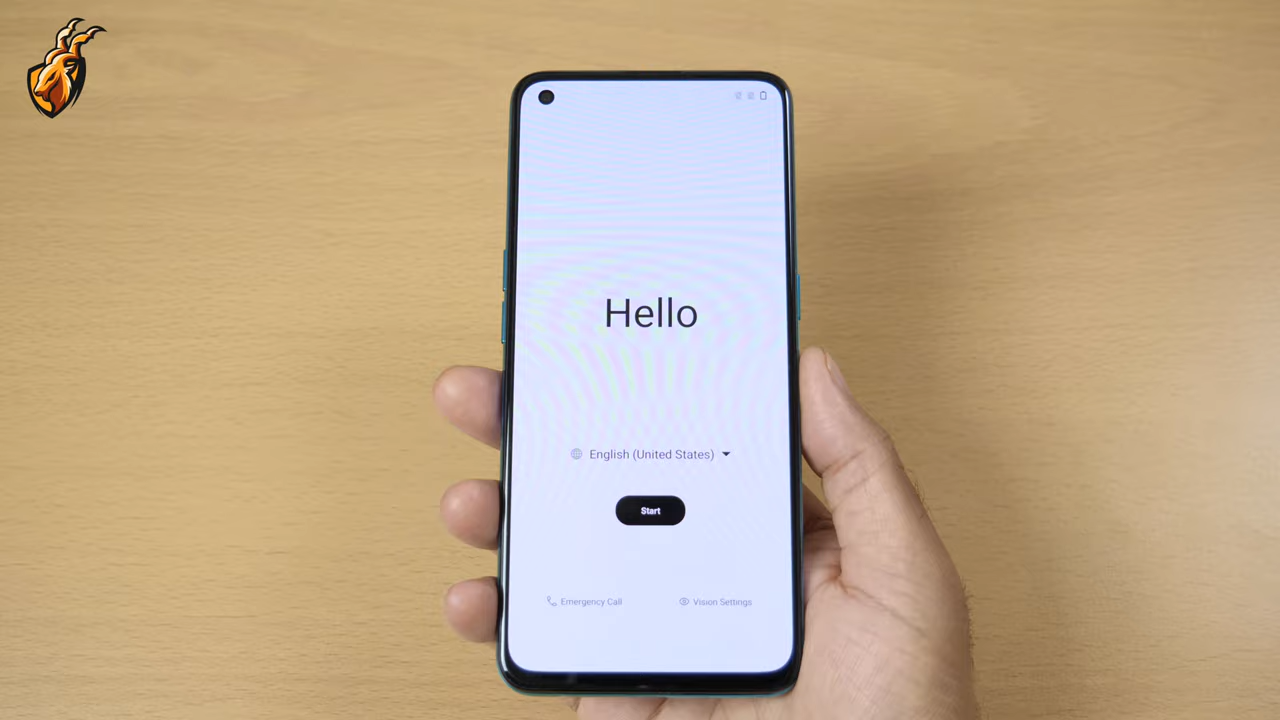 Hello
English (United States)
Start
Emergency Call
Vision Settings